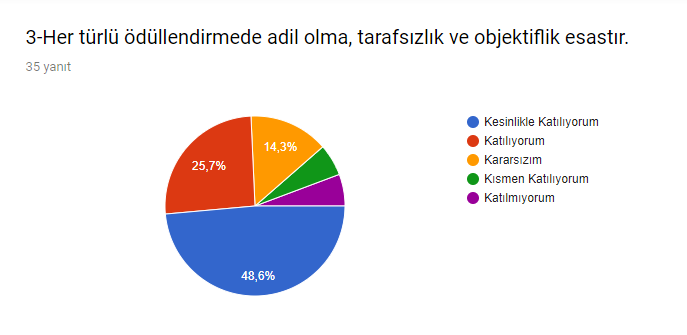 3-Her türlü ödüllendirmede adil olma, tarafsızlık ve objektiflik esastır.
35 yanıt
Kesinlikle Katılıyorum
Katılıyorum
Kararsızım
Kısmen Katılıyorum
Katılmıyorum
14,3%
25,7%
48,6%